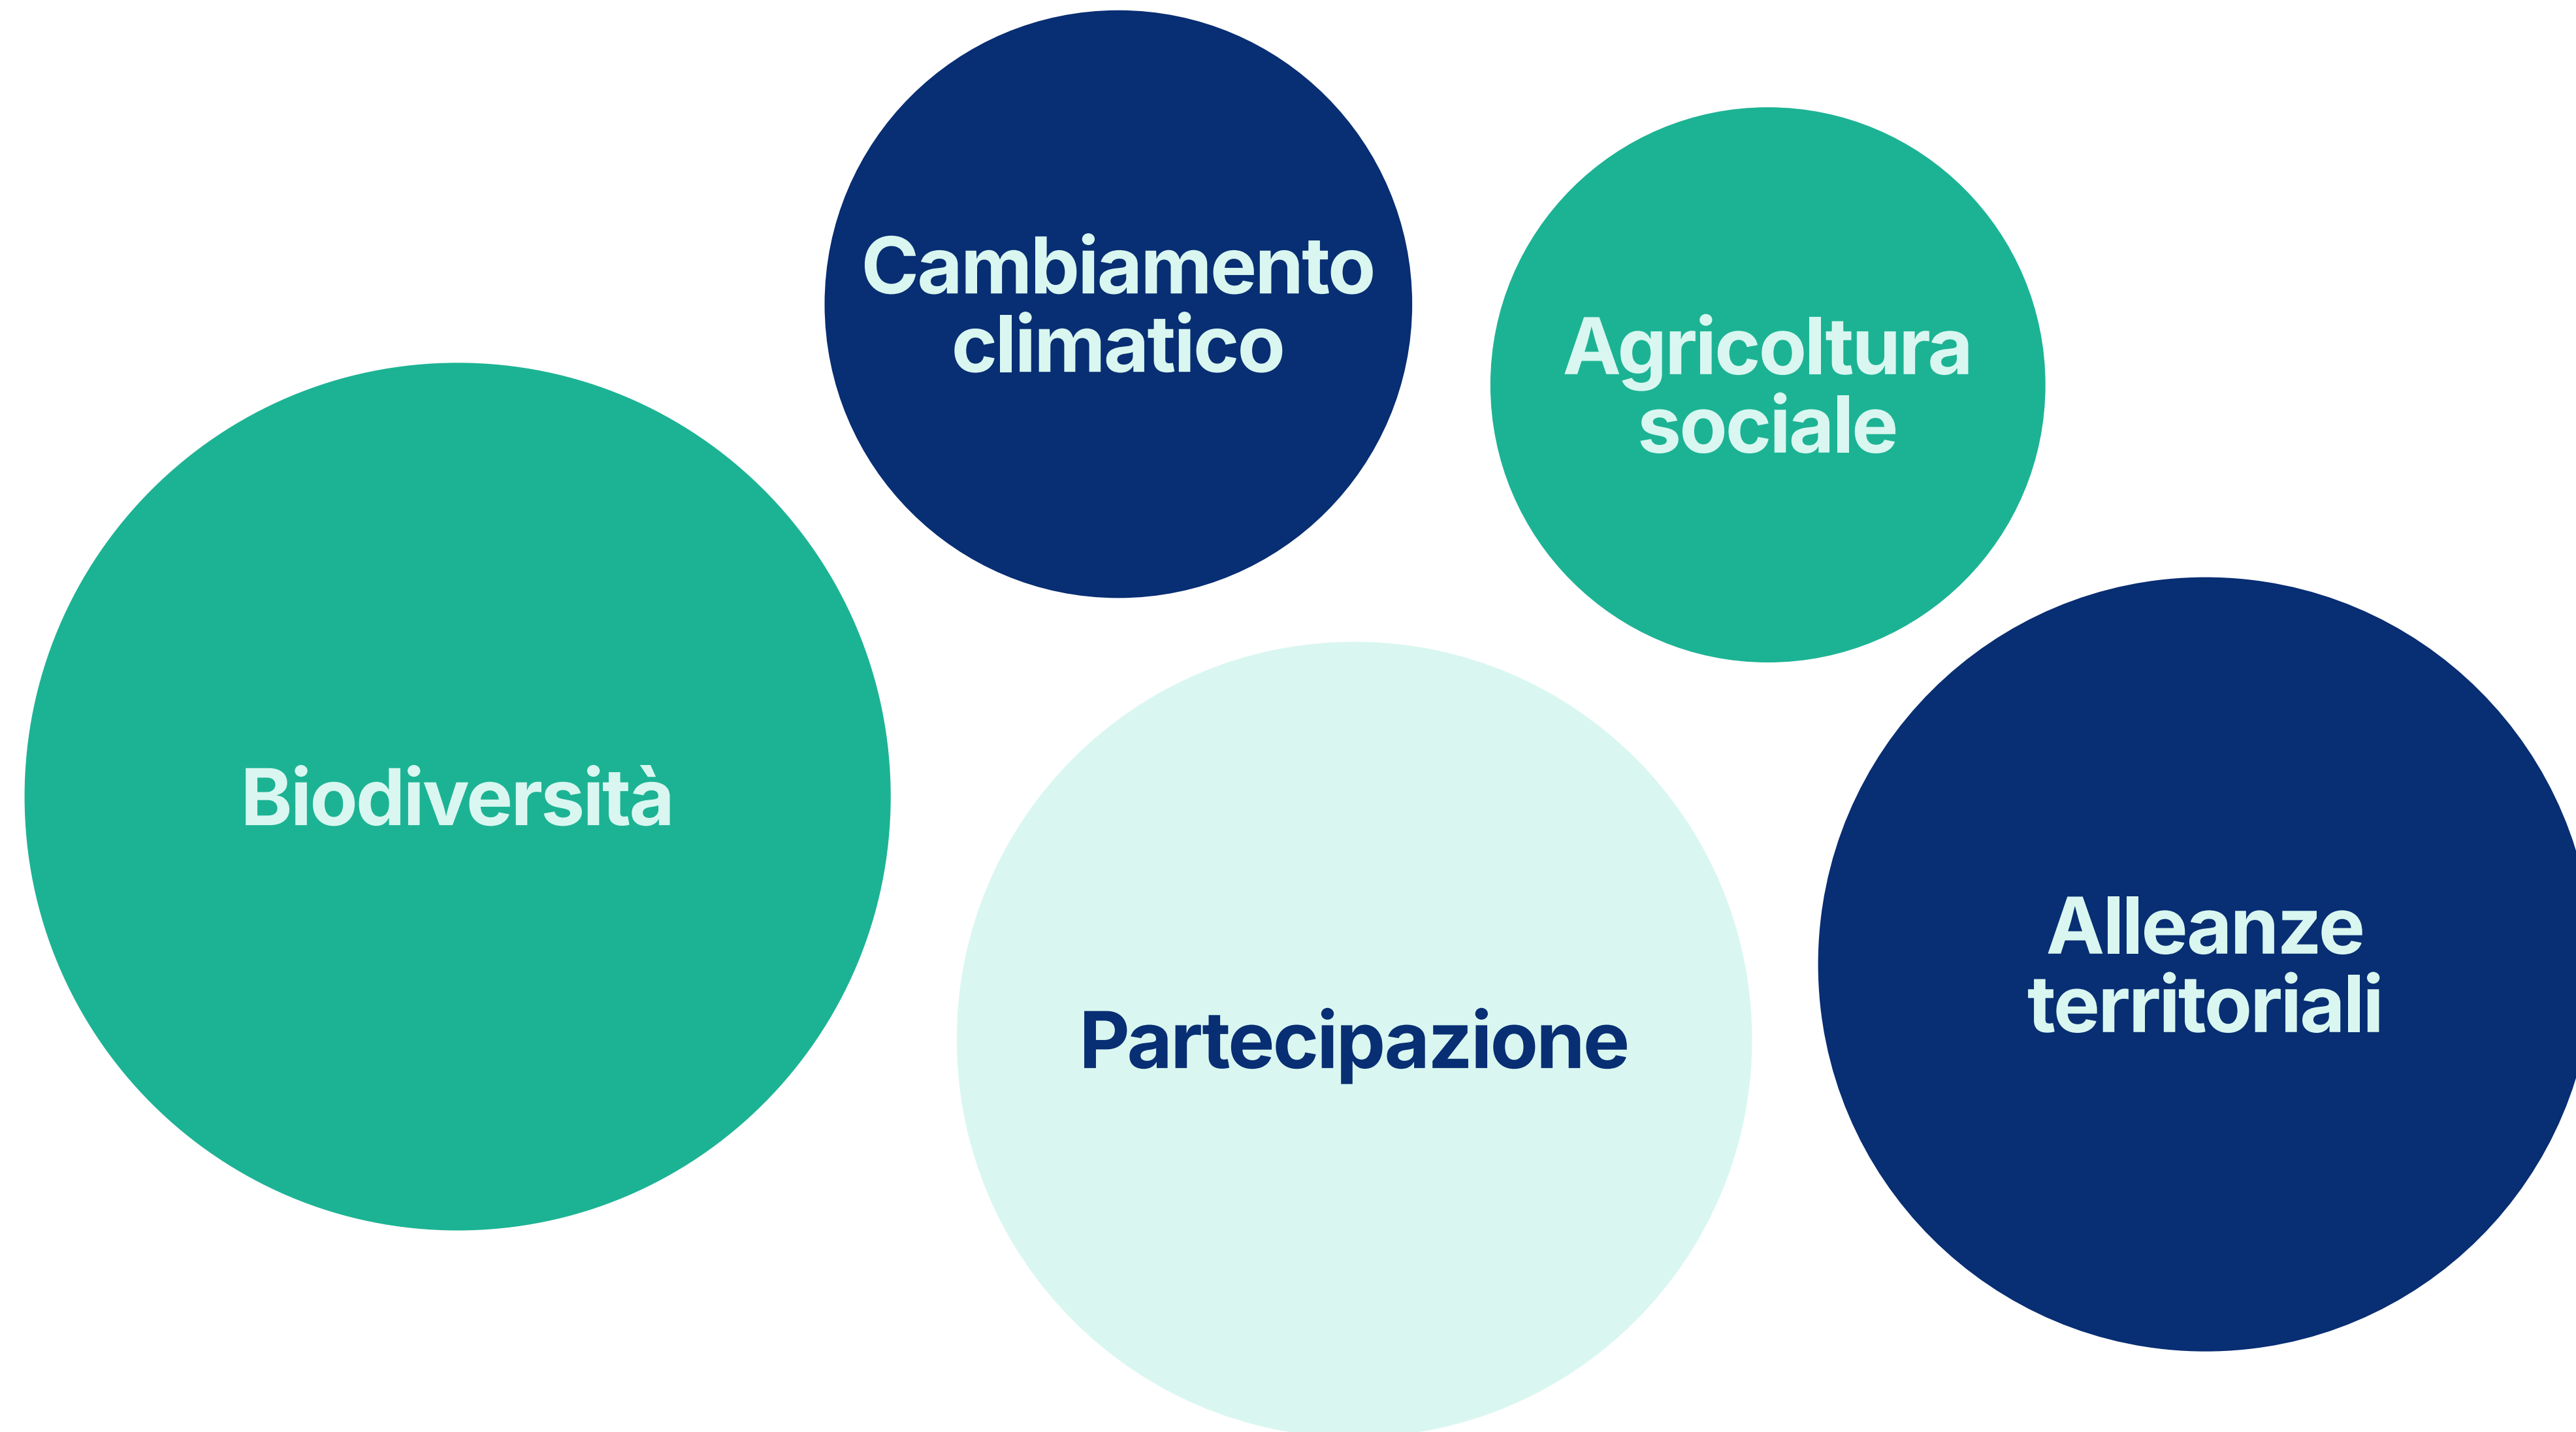 Cambiamento
climatico
Agricoltura
sociale
Biodiversità
Alleanze
territoriali
Partecipazione